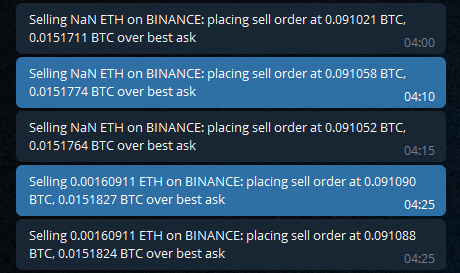 Selling NaN ETH on BINANCE: placing sell order at 0.091021 BTC,
0.0151711 BTC over best ask
04:00
Selling NaN ETH on BINANCE: placing sell order at 0.091058 BTC,
0.0151774 BTC over best ask
04:10
Selling NaN ETH on BINANCE: placing sell order at 0.091052 BTC,
0.0151764 BTC over best ask
04:15
Selling 0.00160911 ETH on BINANCE: placing sell order at 0.091090
BTC, 0.0151827 BTC over best ask
04:25
Selling 0.00160911 ETH on BINANCE: placing sell order at 0.091088
BTC, 0.0151824 BTC over best ask
04:25